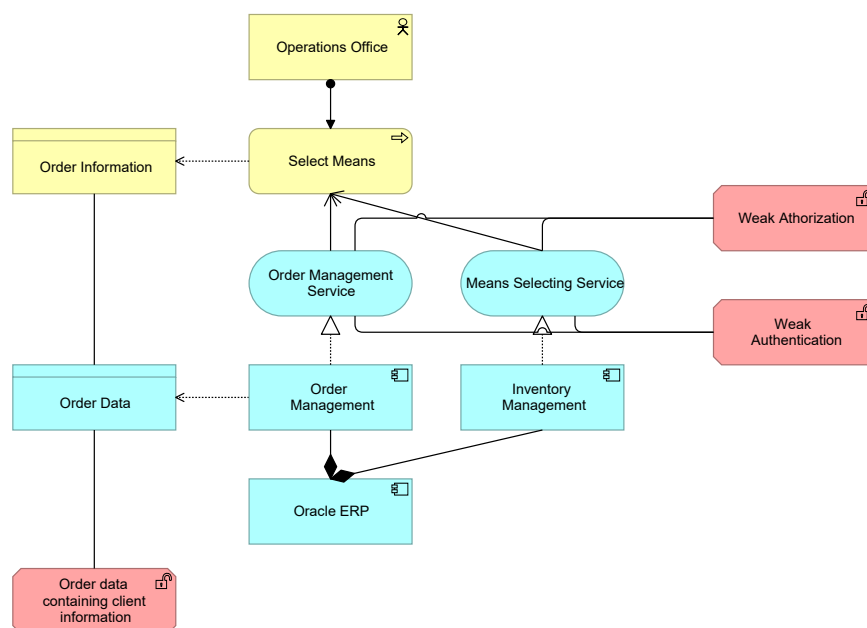 Operations Office
Order Information
Select Means
Weak Athorization
Order Management
Service
Means Selecting Service
Weak
Authentication
Order Data
Order
Management
Inventory
Management
Oracle ERP
Order data
containing client
information